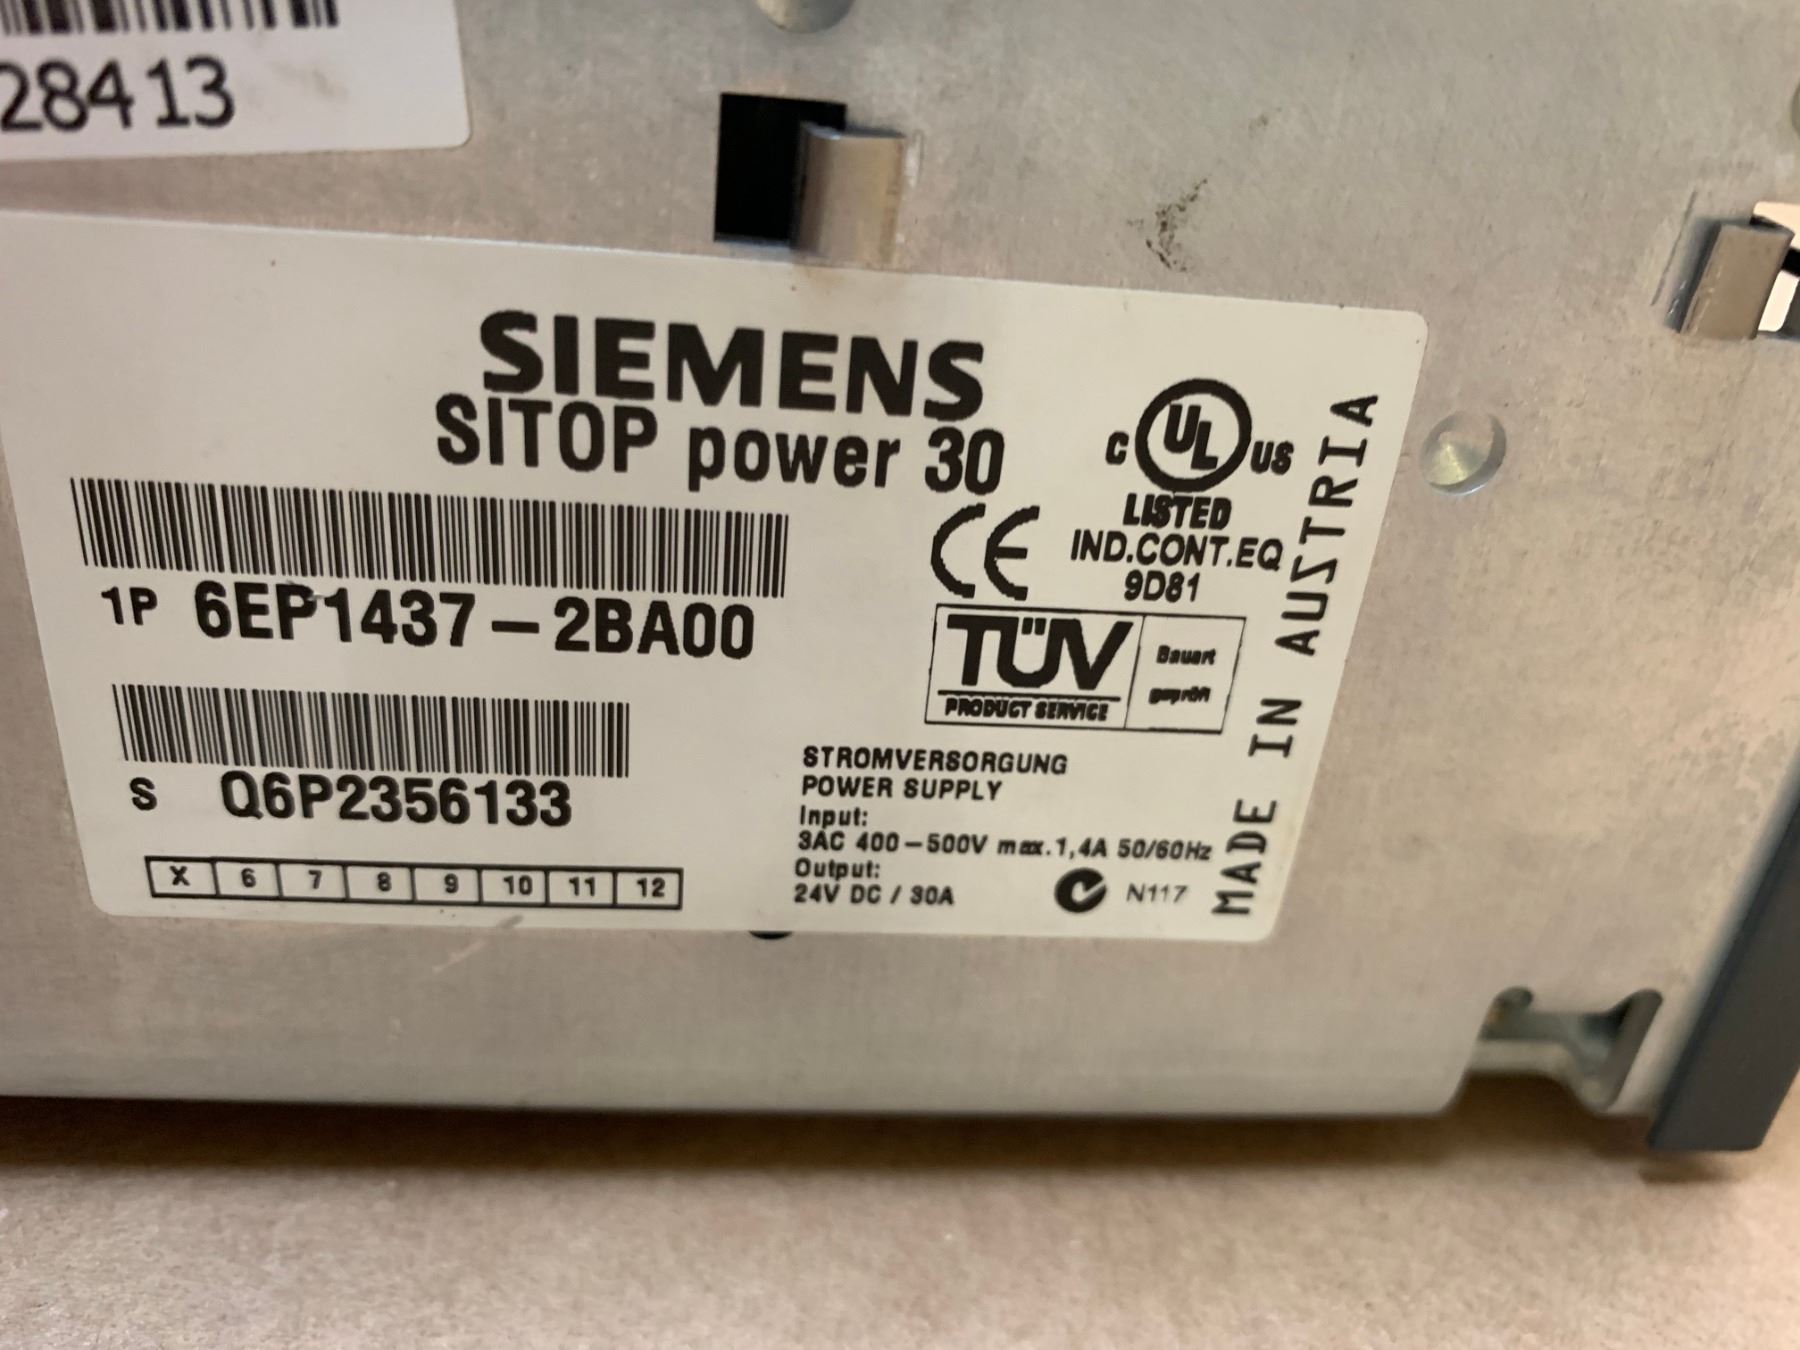 28413
SIEMENS
SITOP power 30
1P 6EP1437-2BA00
S Q6P2356133
X 6 7 8 9 10 11 12
C UL US
LISTED
IND.CONT.EQ
9D81
CE
TÜV
PRODUCT SERVICE
Bauart
geprüft
STROMVERSORGUNG
POWER SUPPLY
Input:
3AC 400-500V max.1,4A 50/60Hz
Output:
24V DC / 30A
N117
MADE IN AUSTRIA